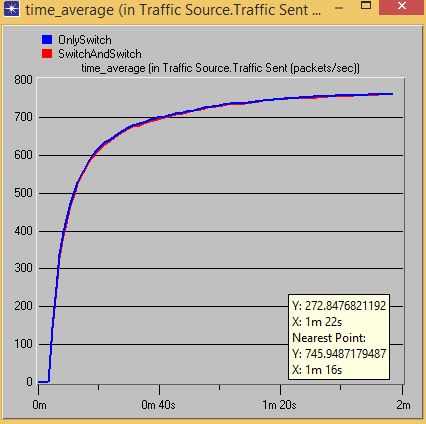 time_average (in Traffic Source.Traffic Sent ...
OnlySwitch
SwitchAndSwitch
time_average (in Traffic Source.Traffic Sent (packets/sec))
800
700
600
500
400
300
200
100
0
Y: 272.8476821192
X: 1m 22s
Nearest Point:
Y: 745.9487179487
X: 1m 16s
0m
0m 40s
1m 20s
2m